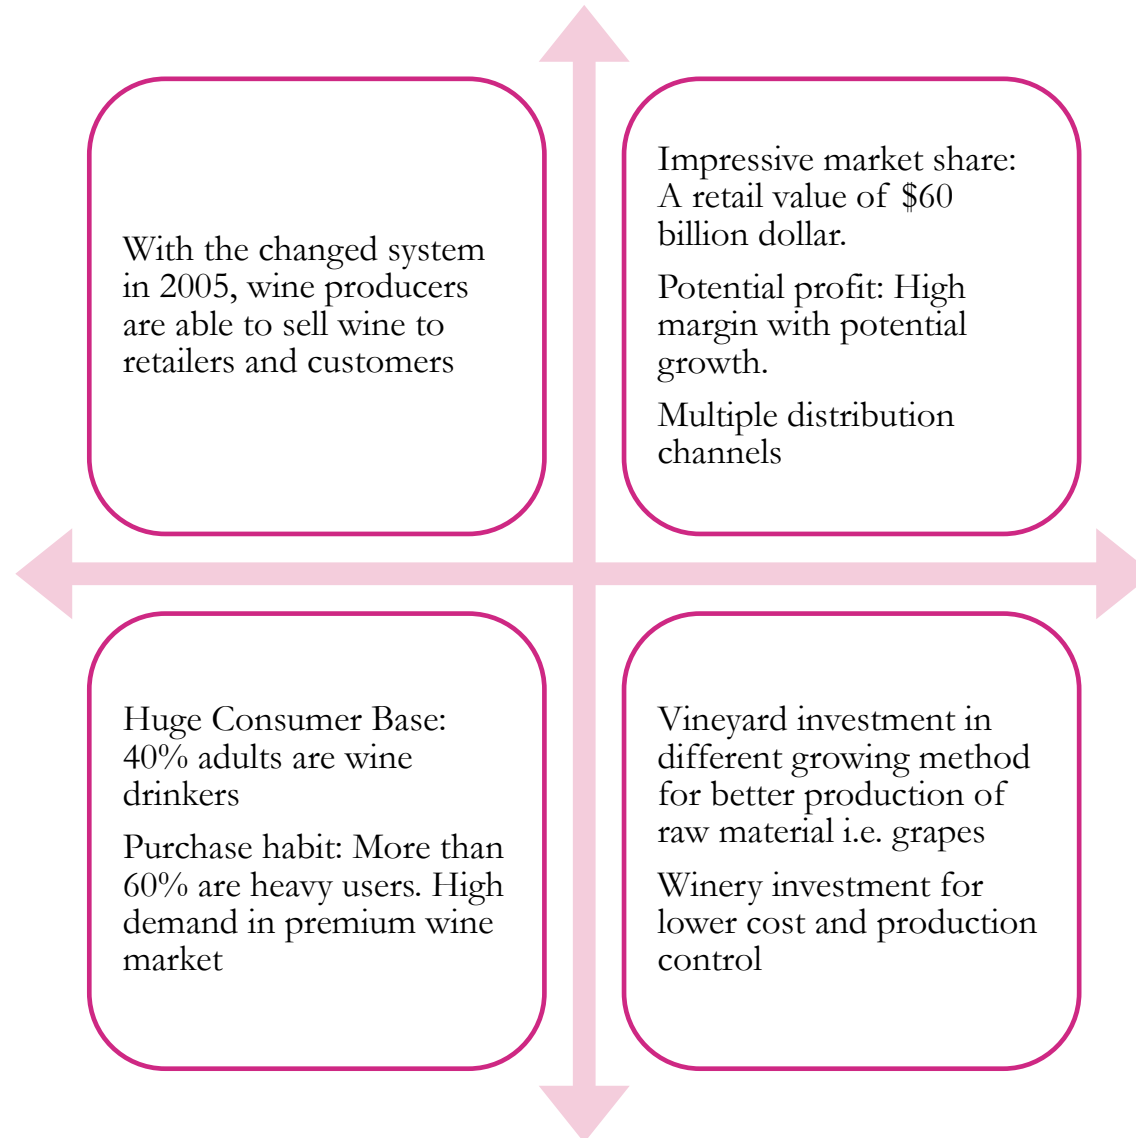 With the changed system
in 2005, wine producers
are able to sell wine to
retailers and customers
Impressive market share:
A retail value of $60
billion dollar.
Potential profit: High
margin with potential
growth.
Multiple distribution
channels
Huge Consumer Base:
40% adults are wine
drinkers
Purchase habit: More than
60% are heavy users. High
demand in premium wine
market
Vineyard investment in
different growing method
for better production of
raw material i.e. grapes
Winery investment for
lower cost and production
control